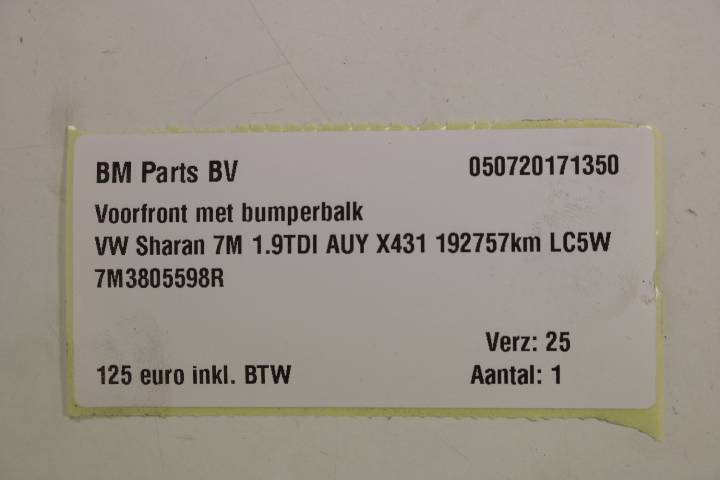 BM Parts BV 050720171350
Voorfront met bumperbalk
VW Sharan 7M 1.9TDI AUY X431 192757km LC5W
7M3805598R
Verz: 25
125 euro inkl. BTW Aantal: 1